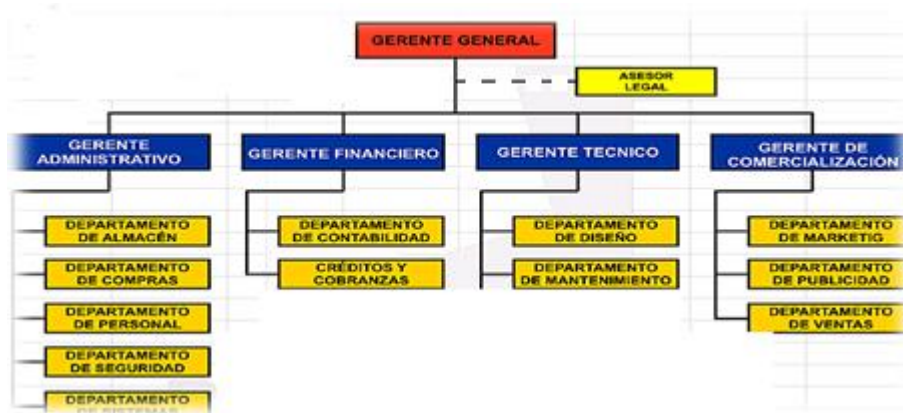 GERENTE GENERAL
ASESOR
LEGAL
GERENTE
ADMINISTRATIVO
GERENTE FINANCIERO
GERENTE TECNICO
GERENTE DE
COMERCIALIZACIÓN
DEPARTAMENTO
DE ALMACÉN
DEPARTAMENTO
DE COMPRAS
DEPARTAMENTO
DE PERSONAL
DEPARTAMENTO
DE SEGURIDAD
DEPARTAMENTO
DE SISTEMAS
DEPARTAMENTO
DE CONTABILIDAD
CRÉDITOS Y
COBRANZAS
DEPARTAMENTO
DE DISEÑO
DEPARTAMENTO
DE MANTENIMIENTO
DEPARTAMENTO
DE MARKETIG
DEPARTAMENTO
DE PUBLICIDAD
DEPARTAMENTO
DE VENTAS